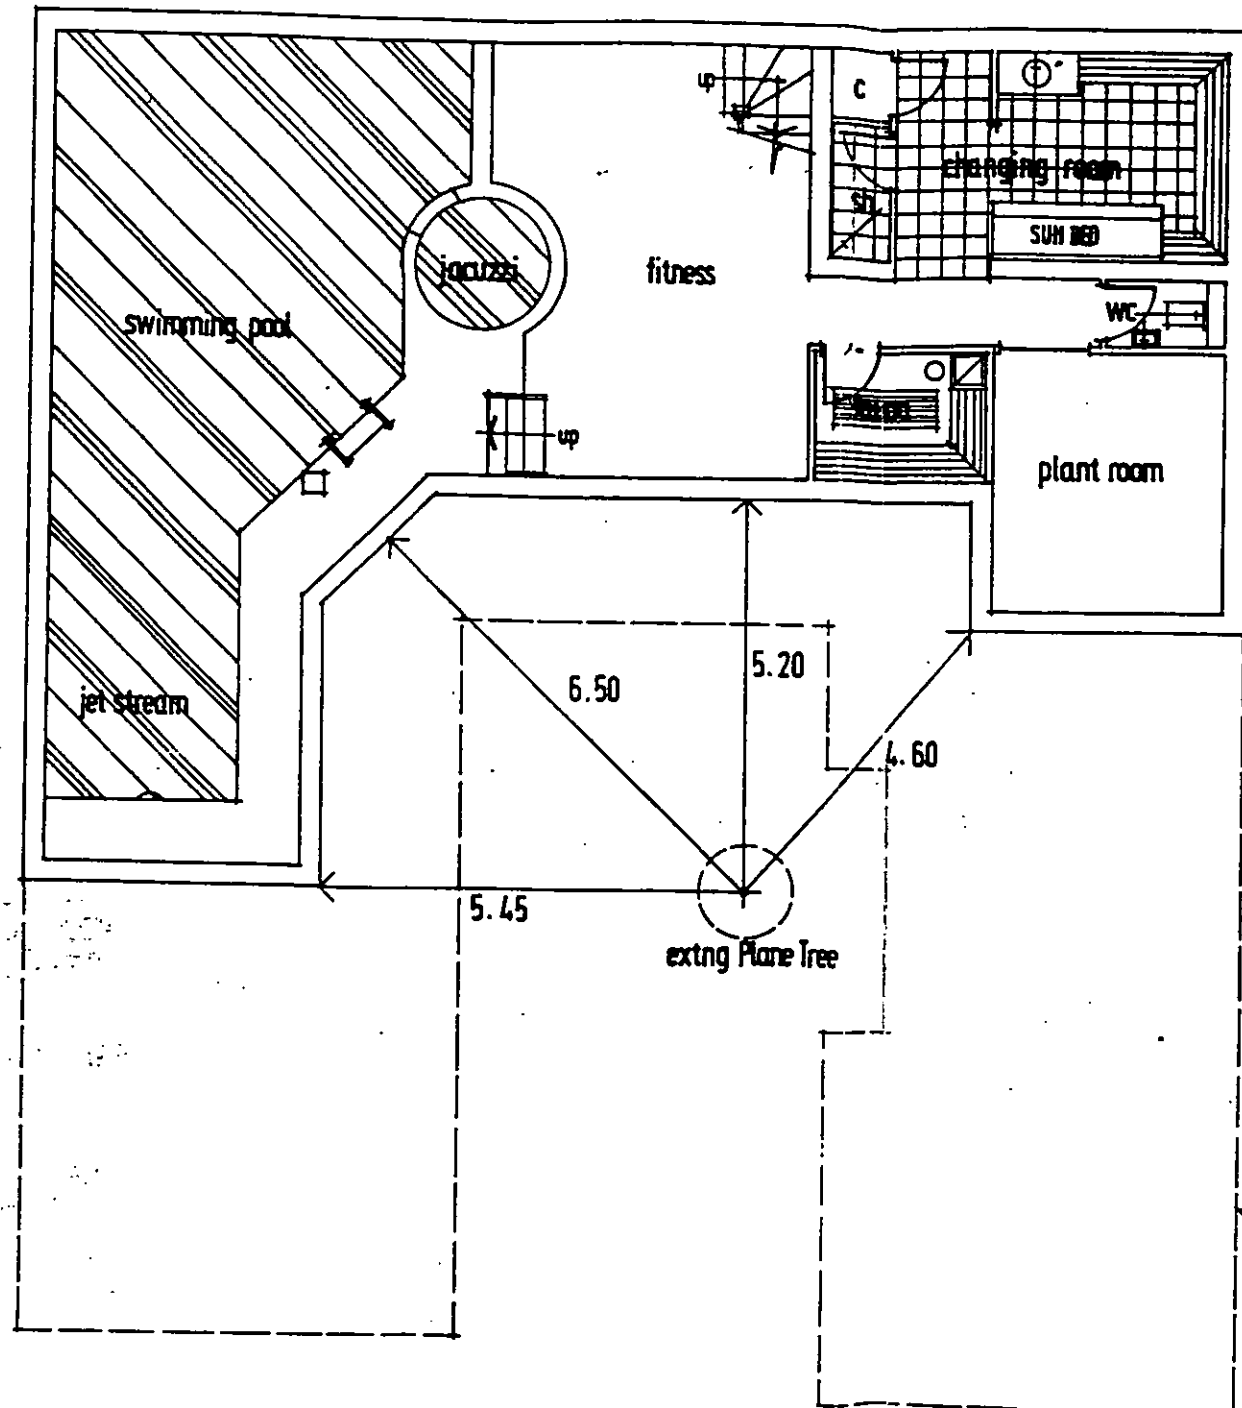 up
c
changing room
sh
SUN BED
jacuzzi
fitness
swimming pool
WC
up
plant room
jet stream
5.20
6.50
4.60
5.45
extng Plane Tree